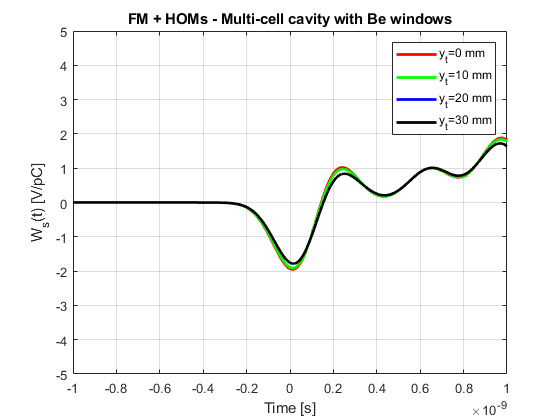 FM + HOMs - Multi-cell cavity with Be windows
5
4
3
2
1
0
-1
-2
-3
-4
-5
W_s(t) [V/pC]
y_t=0 mm
y_t=10 mm
y_t=20 mm
y_t=30 mm
-1 -0.8 -0.6 -0.4 -0.2 0 0.2 0.4 0.6 0.8 1
Time [s]
×10^-9